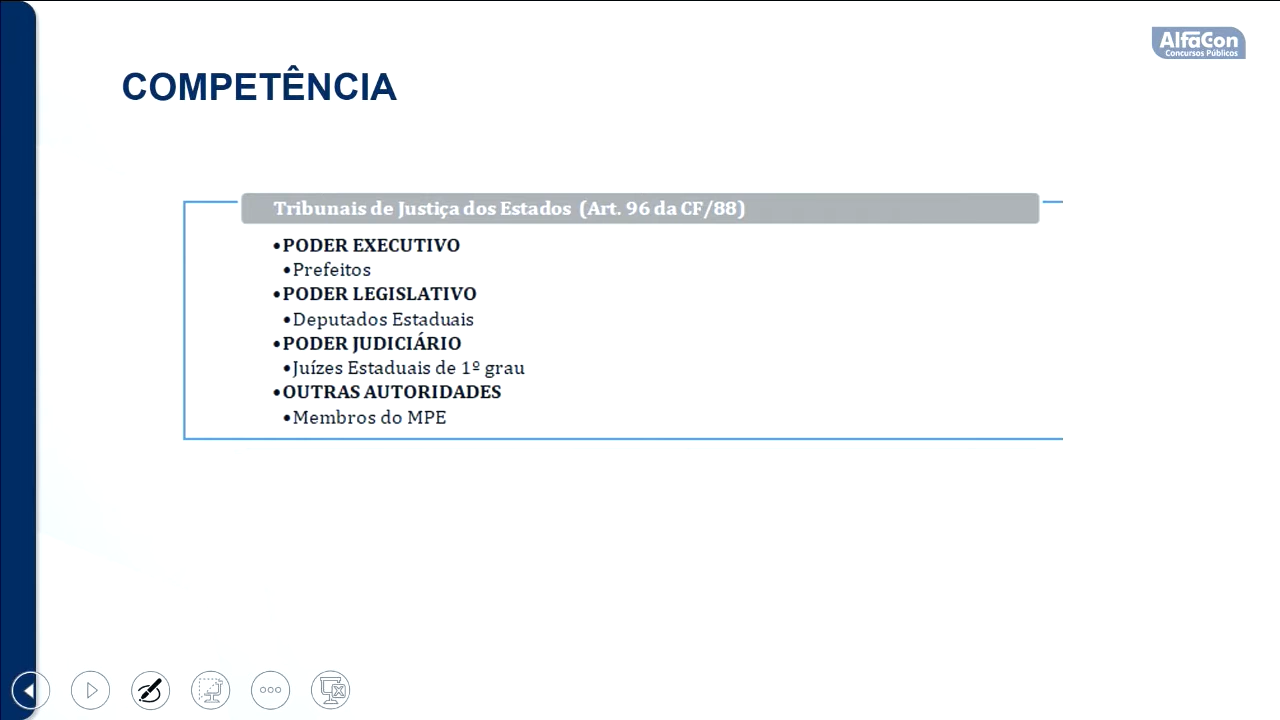 AlfaCon
Concursos Públicos
COMPETÊNCIA
Tribunais de Justiça dos Estados (Art. 96 da CF/88)
•PODER EXECUTIVO
•Prefeitos
•PODER LEGISLATIVO
•Deputados Estaduais
•PODER JUDICIÁRIO
•Juízes Estaduais de 1º grau
•OUTRAS AUTORIDADES
•Membros do MPE